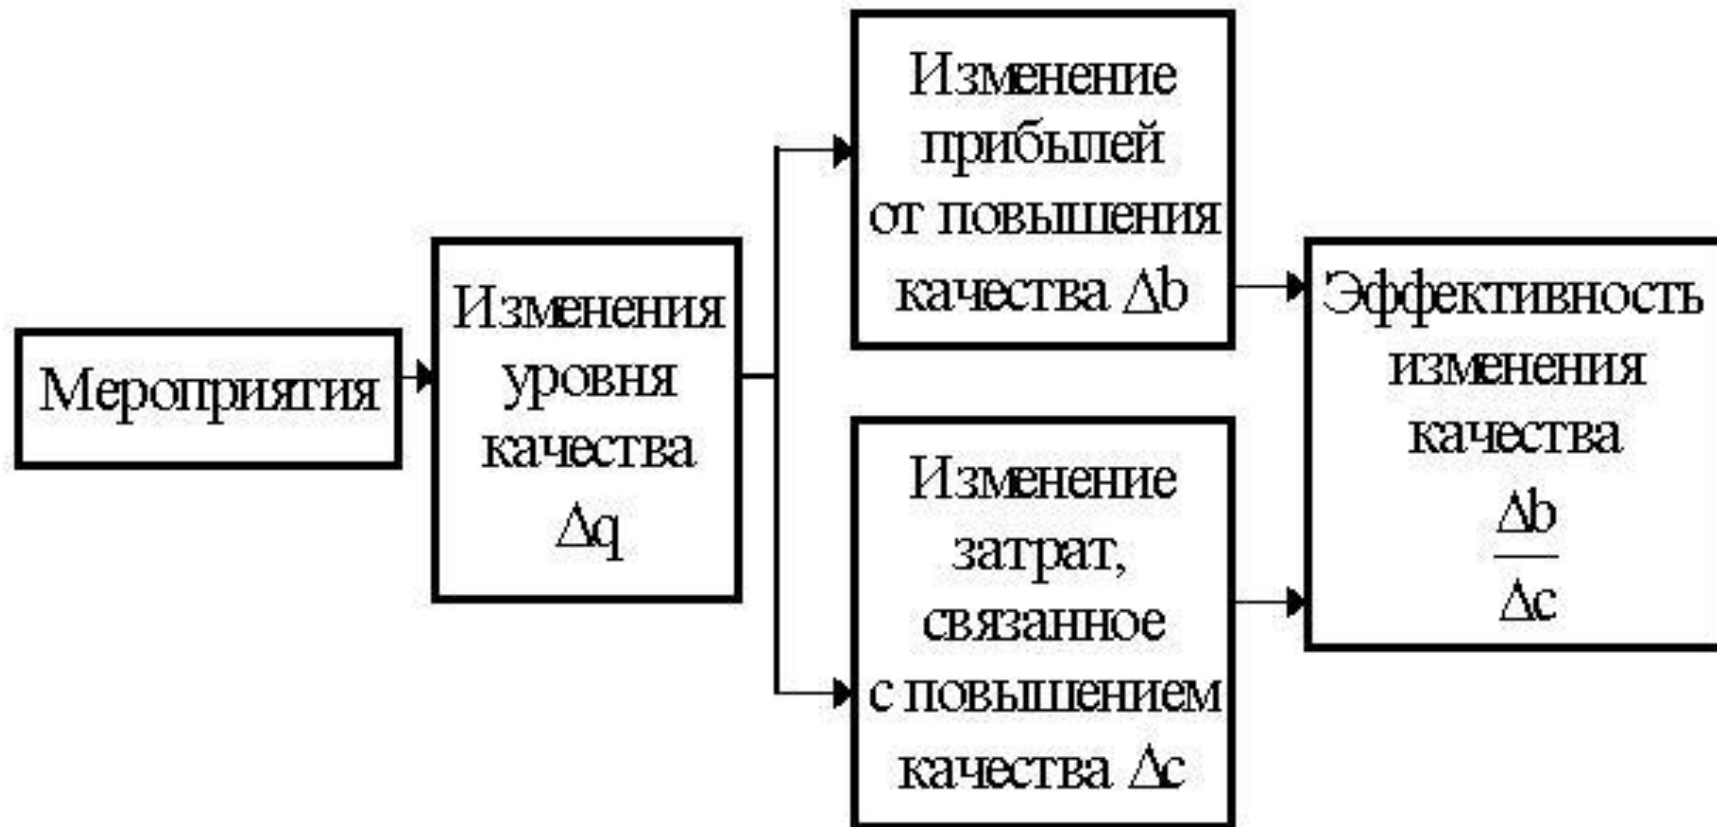 Мероприятия
Изменения
уровня
качества
Δq
Изменение
прибылей
от повышения
качества Δb
Изменение
затрат,
связанное
с повышением
качества Δc
Эффективность
изменения
качества
Δb
Δc